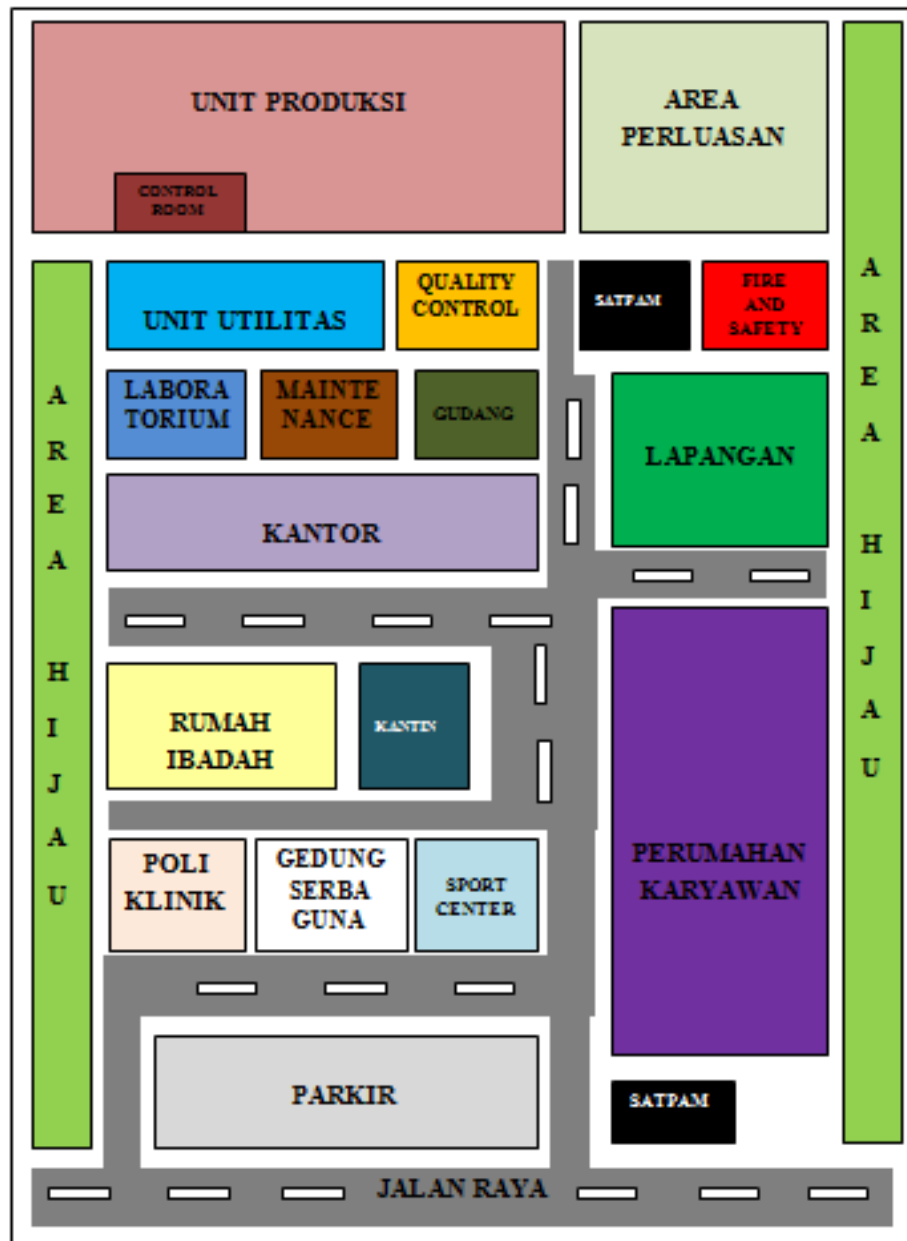 UNIT PRODUKSI
CONTROL
ROOM
AREA
PERLUASAN
UNIT UTILITAS
QUALITY
CONTROL
SATPAM
FIRE
AND
SAFETY
LABORA
TORIUM
MAINTE
NANCE
GUDANG
LAPANGAN
KANTOR
RUMAH
IBADAH
KANTIN
POLI
KLINIK
GEDUNG
SERBA
GUNA
SPORT
CENTER
PERUMAHAN
KARYAWAN
PARKIR
SATPAM
JALAN RAYA
A
R
E
A
H
I
J
A
U
A
R
E
A
H
I
J
A
U